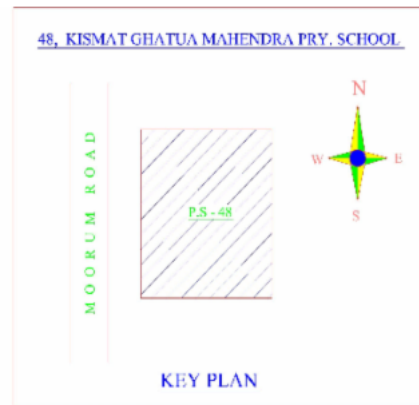 48, KISMAT GHATUA MAHENDRA PRY. SCHOOL
N
W
E
S
MOORUM ROAD
P.S - 48
KEY PLAN